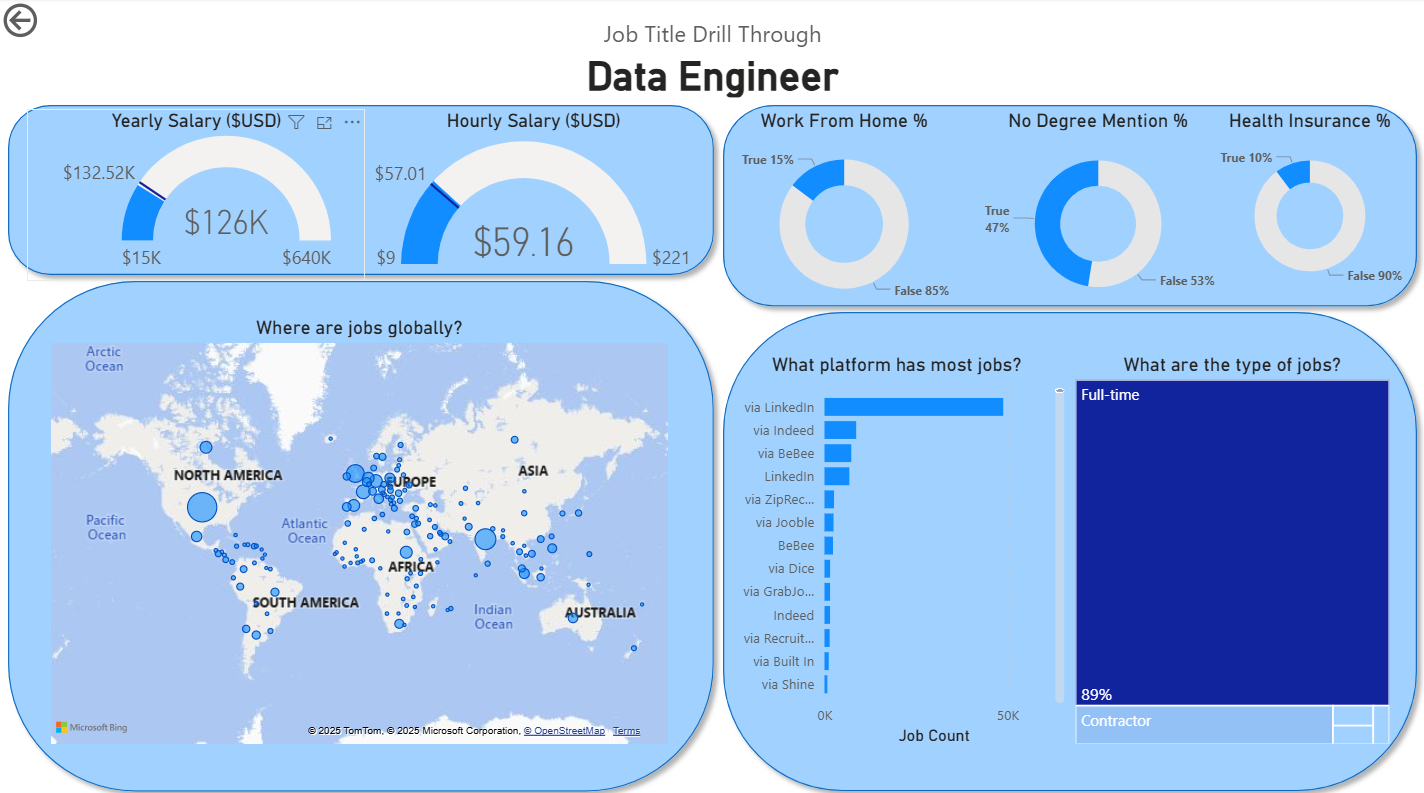 Job Title Drill Through
Data Engineer
Yearly Salary ($USD)
$132.52K
$126K
$15K
$640K
Hourly Salary ($USD)
$57.01
$59.16
$9
$221
Work From Home %
True 15%
False 85%
No Degree Mention %
True
47%
False 53%
Health Insurance %
True 10%
False 90%
Where are jobs globally?
Arctic
Ocean
NORTH AMERICA
EUROPE
ASIA
Pacific
Ocean
Atlantic
Ocean
AFRICA
SOUTH AMERICA
Indian
Ocean
AUSTRALIA
Microsoft Bing
© 2025 TomTom, © 2025 Microsoft Corporation, © OpenStreetMap Terms
What platform has most jobs?
via LinkedIn
via Indeed
via BeBee
LinkedIn
via ZipRec...
via Jooble
BeBee
via Dice
via GrabJo...
Indeed
via Recruit...
via Built In
via Shine
0K
50K
Job Count
What are the type of jobs?
Full-time
89%
Contractor